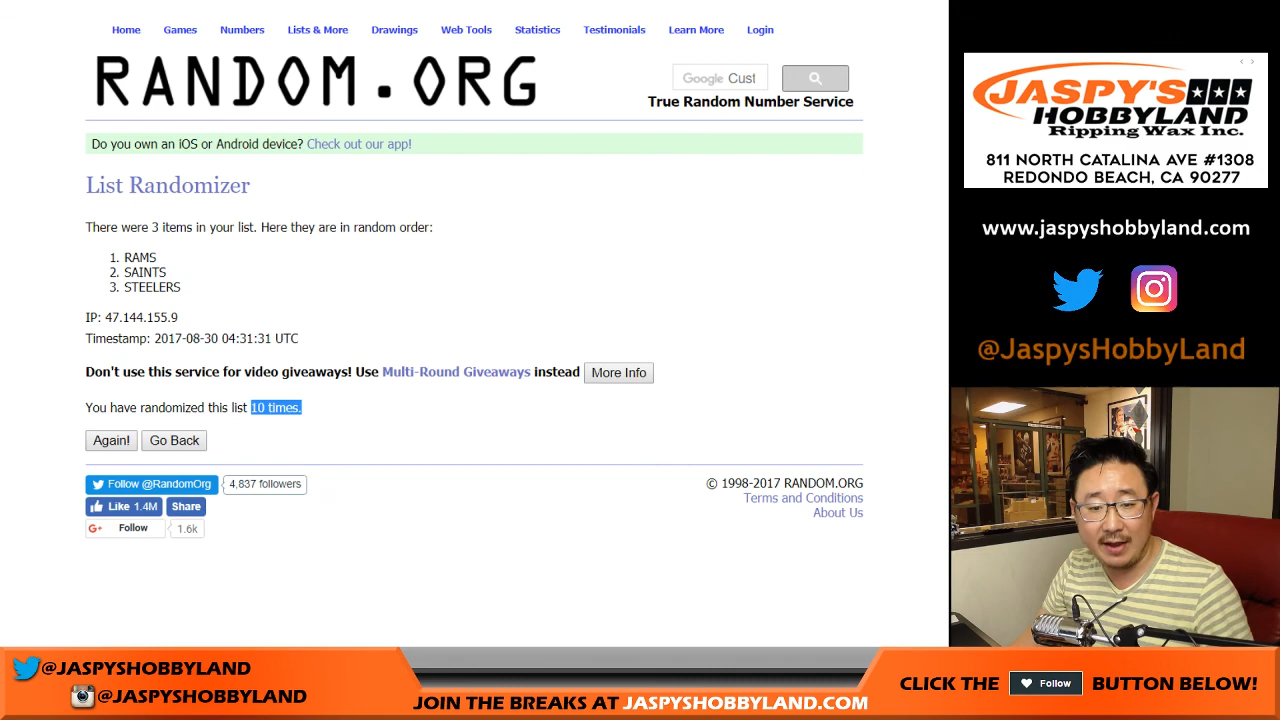 Home Games Numbers Lists & More Drawings Web Tools Statistics Testimonials Learn More Login
RANDOM.ORG
Google Cust
True Random Number Service
Do you own an iOS or Android device? Check out our app!
List Randomizer
There were 3 items in your list. Here they are in random order:
1. RAMS
2. SAINTS
3. STEELERS
IP: 47.144.155.9
Timestamp: 2017-08-30 04:31:31 UTC
Don't use this service for video giveaways! Use Multi-Round Giveaways instead More Info
You have randomized this list 10 times.
Again! Go Back
Follow @RandomOrg 4,837 followers
Like 1.4M Share
G+ Follow 1.6k
© 1998-2017 RANDOM.ORG
Terms and Conditions
About Us
JASPY'S
HOBBYLAND
Ripping Wax Inc.
811 NORTH CATALINA AVE #1308
REDONDO BEACH, CA 90277
www.jaspyshobbyland.com
@JaspysHobbyLand
@JASPYSHOBBYLAND
@JASPYSHOBBYLAND
JOIN THE BREAKS AT JASPYSHOBBYLAND.COM
CLICK THE Follow BUTTON BELOW!